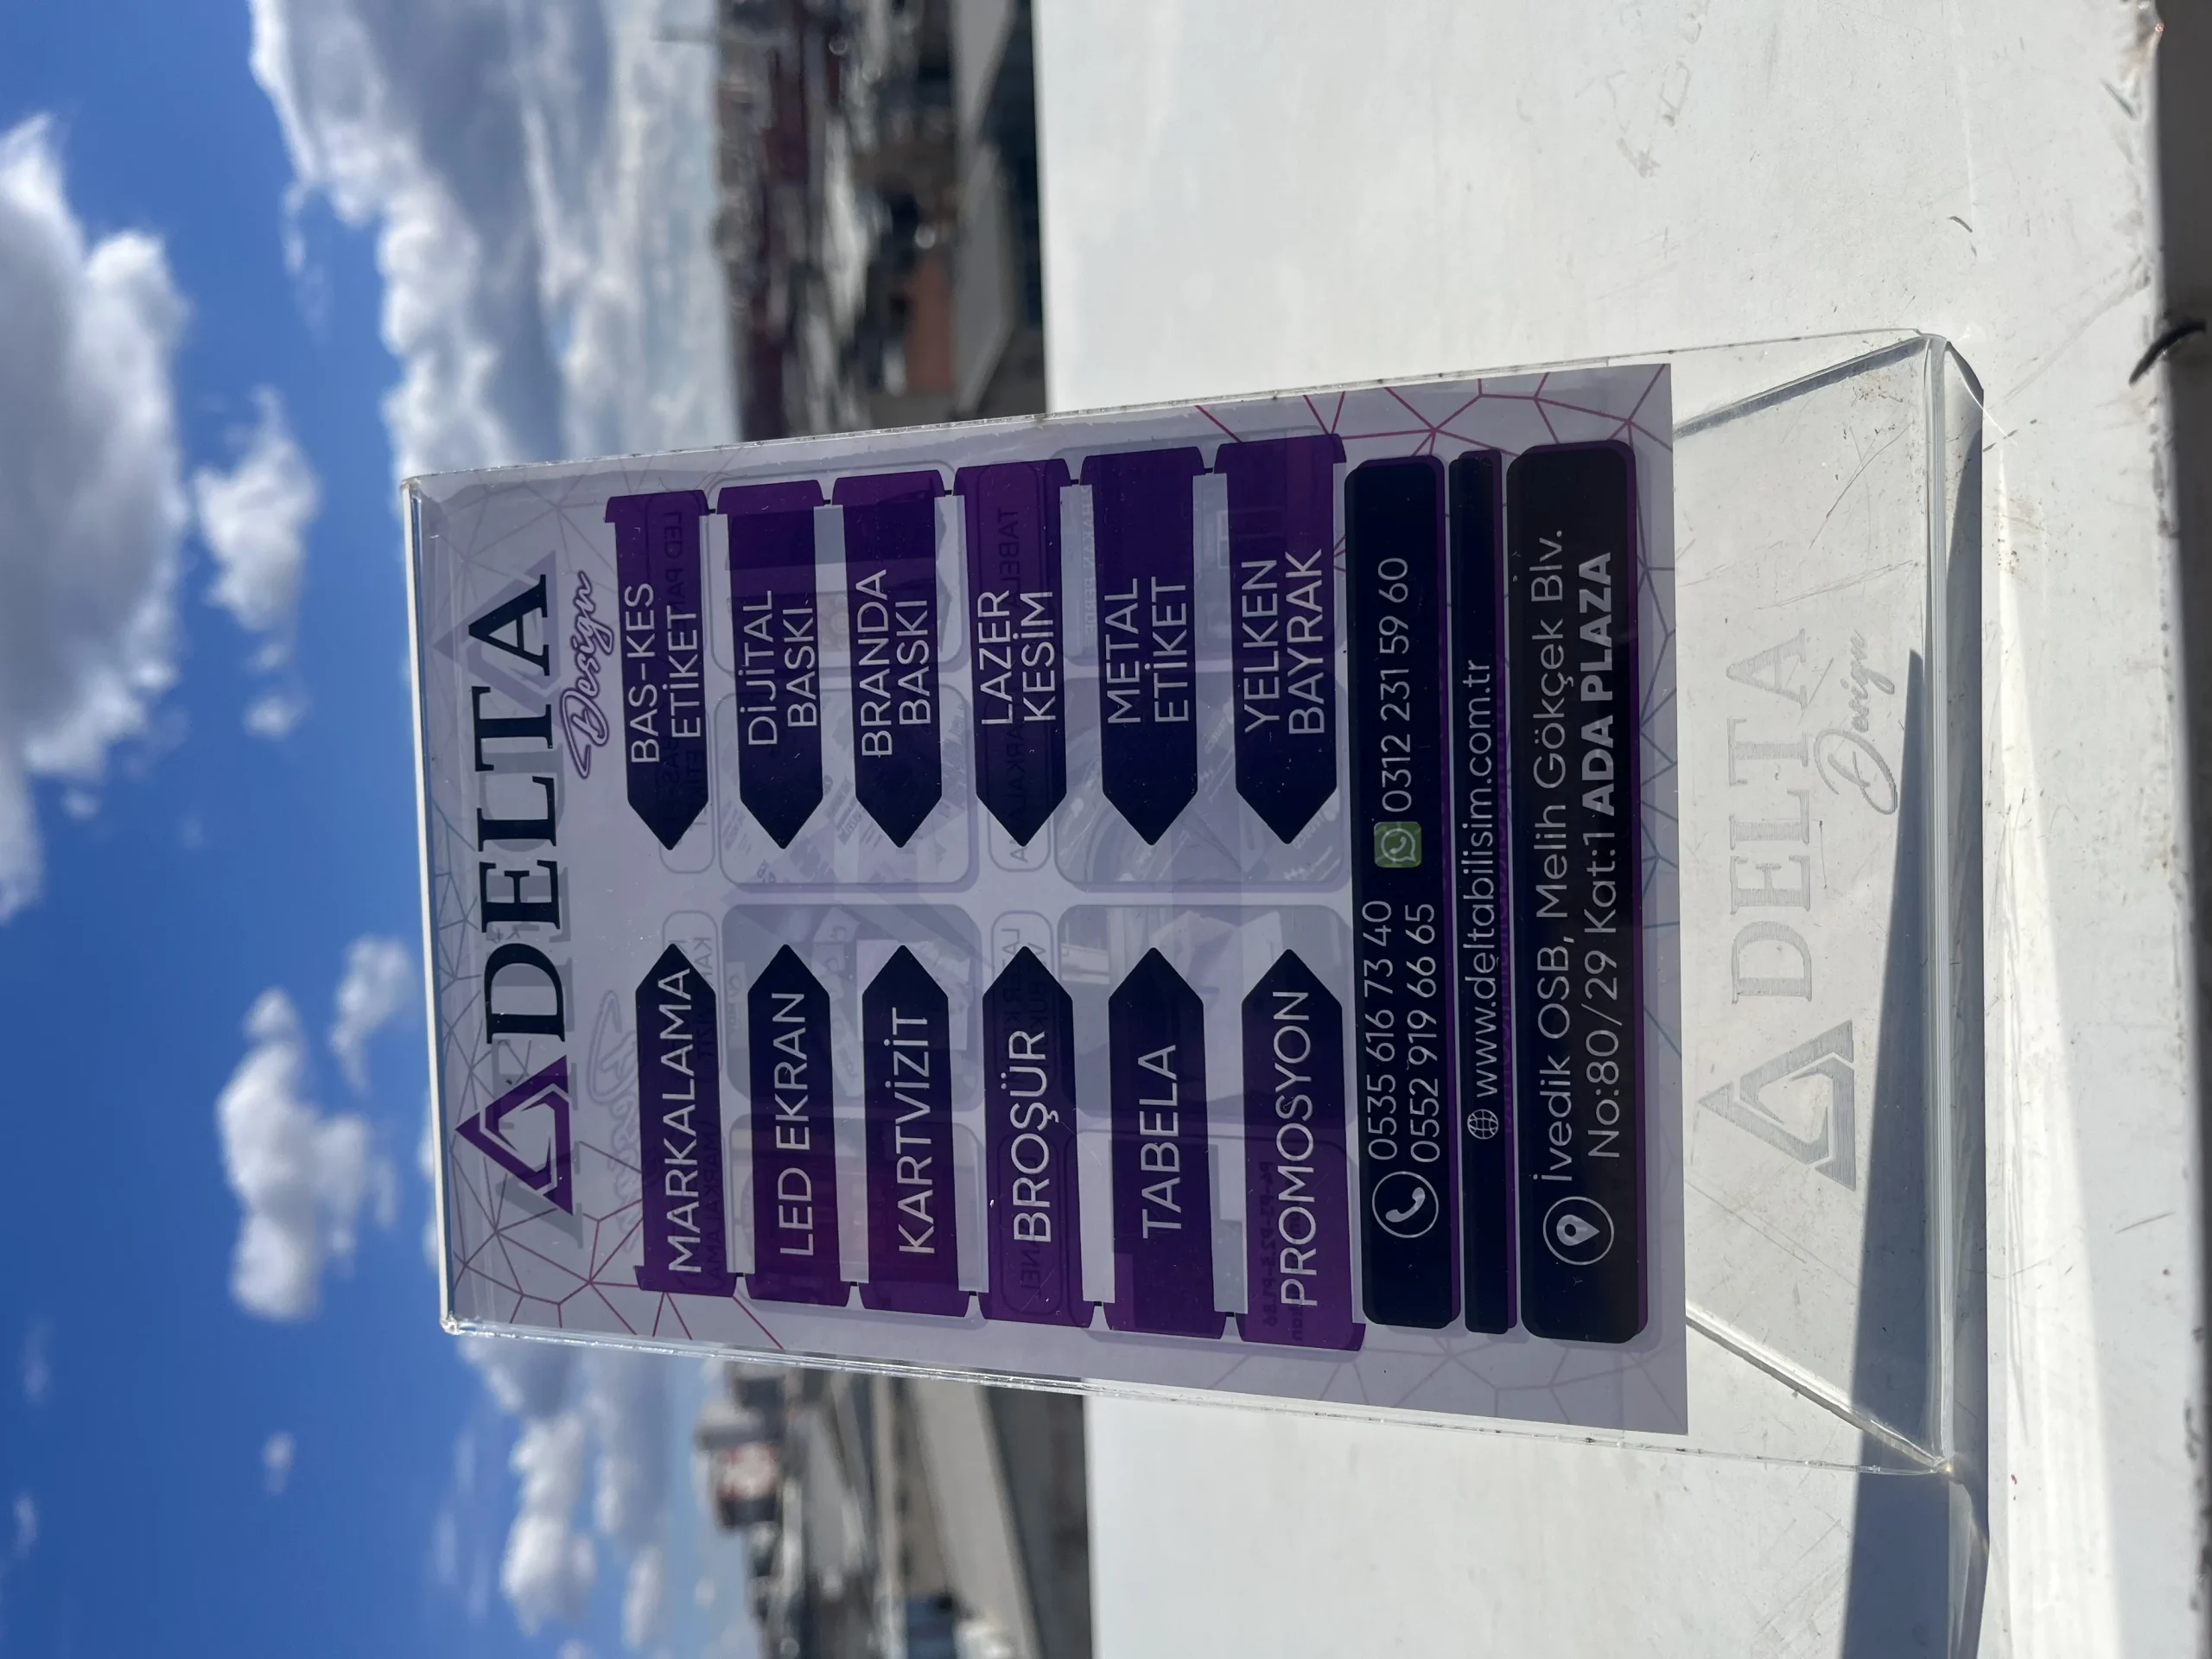 DELTA
Design
MARKALAMA
LED EKRAN
KARTVİZİT
BROŞÜR
TABELA
PROMOSYON
BAS-KES
ETİKET
DİJİTAL
BASKI
BRANDA
BASKI
LAZER
KESİM
METAL
ETİKET
YELKEN
BAYRAK
0535 616 73 40
0552 919 66 65
0312 231 59 60
www.deltabilisim.com.tr
İvedik OSB, Melih Gökçek Blv.
No:80/29 Kat:1 ADA PLAZA
DELTA
Design